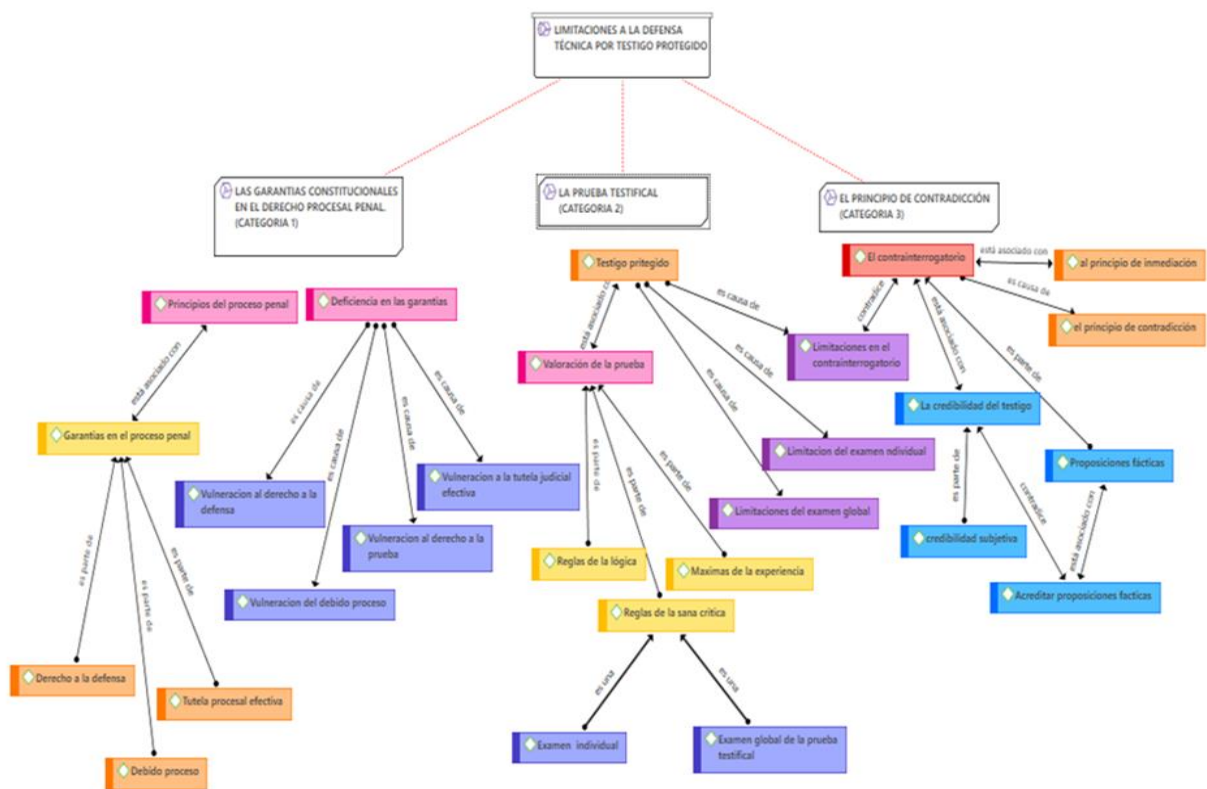 LIMITACIONES A LA DEFENSA
TÉCNICA POR TESTIGO PROTEGIDO
LAS GARANTIAS CONSTITUCIONALES
EN EL DERECHO PROCESAL PENAL.
(CATEGORIA 1)
LA PRUEBA TESTIFICAL
(CATEGORIA 2)
EL PRINCIPIO DE CONTRADICCIÓN
(CATEGORIA 3)
Principios del proceso penal
Deficiencia en las garantias
está asociado con
Garantias en el proceso penal
es parte de
es parte de
es parte de
Derecho a la defensa
Tutela procesal efectiva
Debido proceso
es causa de
es causa de
es causa de
es causa de
Vulneracion al derecho a la
defensa
Vulneracion a la tutela judicial
efectiva
Vulneracion al derecho a la
prueba
Vulneracion del debido proceso
Testigo pritegido
está asociado co
es causa de
es causa de
es causa de
Valoración de la prueba
Limitaciones en el
contrainterrogatorio
Limitacion del examen ndividual
Limitaciones del examen global
es parte de
es parte de
es parte de
Reglas de la lógica
Maximas de la experiencia
Reglas de la sana critica
es una
es una
Examen individual
Examen global de la prueba
testifical
El contrainterrogatorio
está asociado con
al principio de inmediación
es causa de
el principio de contradicción
contradice
está asociado con
es parte de
La credibilidad del testigo
Proposiciones fácticas
es parte de
contradice
está asociado con
credibilidad subjetiva
Acreditar proposiciones facticas